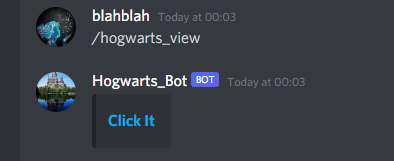 blahblah Today at 00:03
/hogwarts_view
Hogwarts_Bot BOT Today at 00:03
Click It